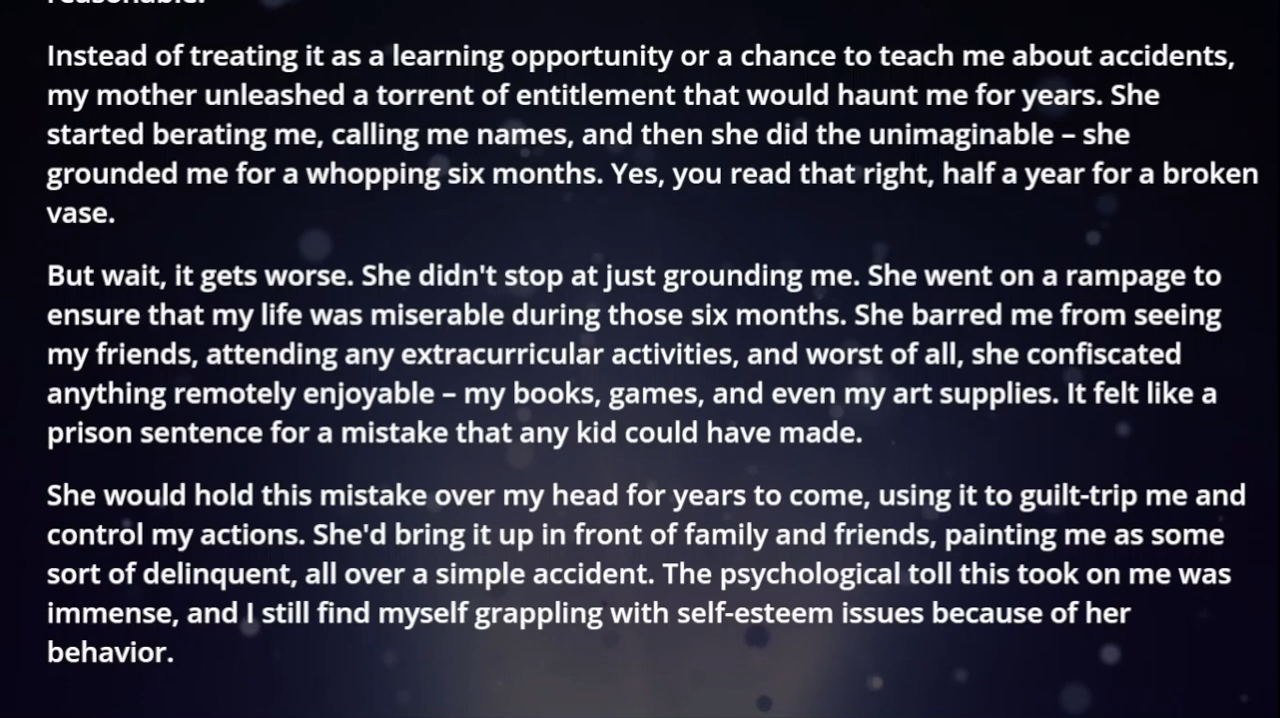 reasonable.
Instead of treating it as a learning opportunity or a chance to teach me about accidents,
my mother unleashed a torrent of entitlement that would haunt me for years. She
started berating me, calling me names, and then she did the unimaginable – she
grounded me for a whopping six months. Yes, you read that right, half a year for a broken
vase.
But wait, it gets worse. She didn't stop at just grounding me. She went on a rampage to
ensure that my life was miserable during those six months. She barred me from seeing
my friends, attending any extracurricular activities, and worst of all, she confiscated
anything remotely enjoyable – my books, games, and even my art supplies. It felt like a
prison sentence for a mistake that any kid could have made.
She would hold this mistake over my head for years to come, using it to guilt-trip me and
control my actions. She'd bring it up in front of family and friends, painting me as some
sort of delinquent, all over a simple accident. The psychological toll this took on me was
immense, and I still find myself grappling with self-esteem issues because of her
behavior.